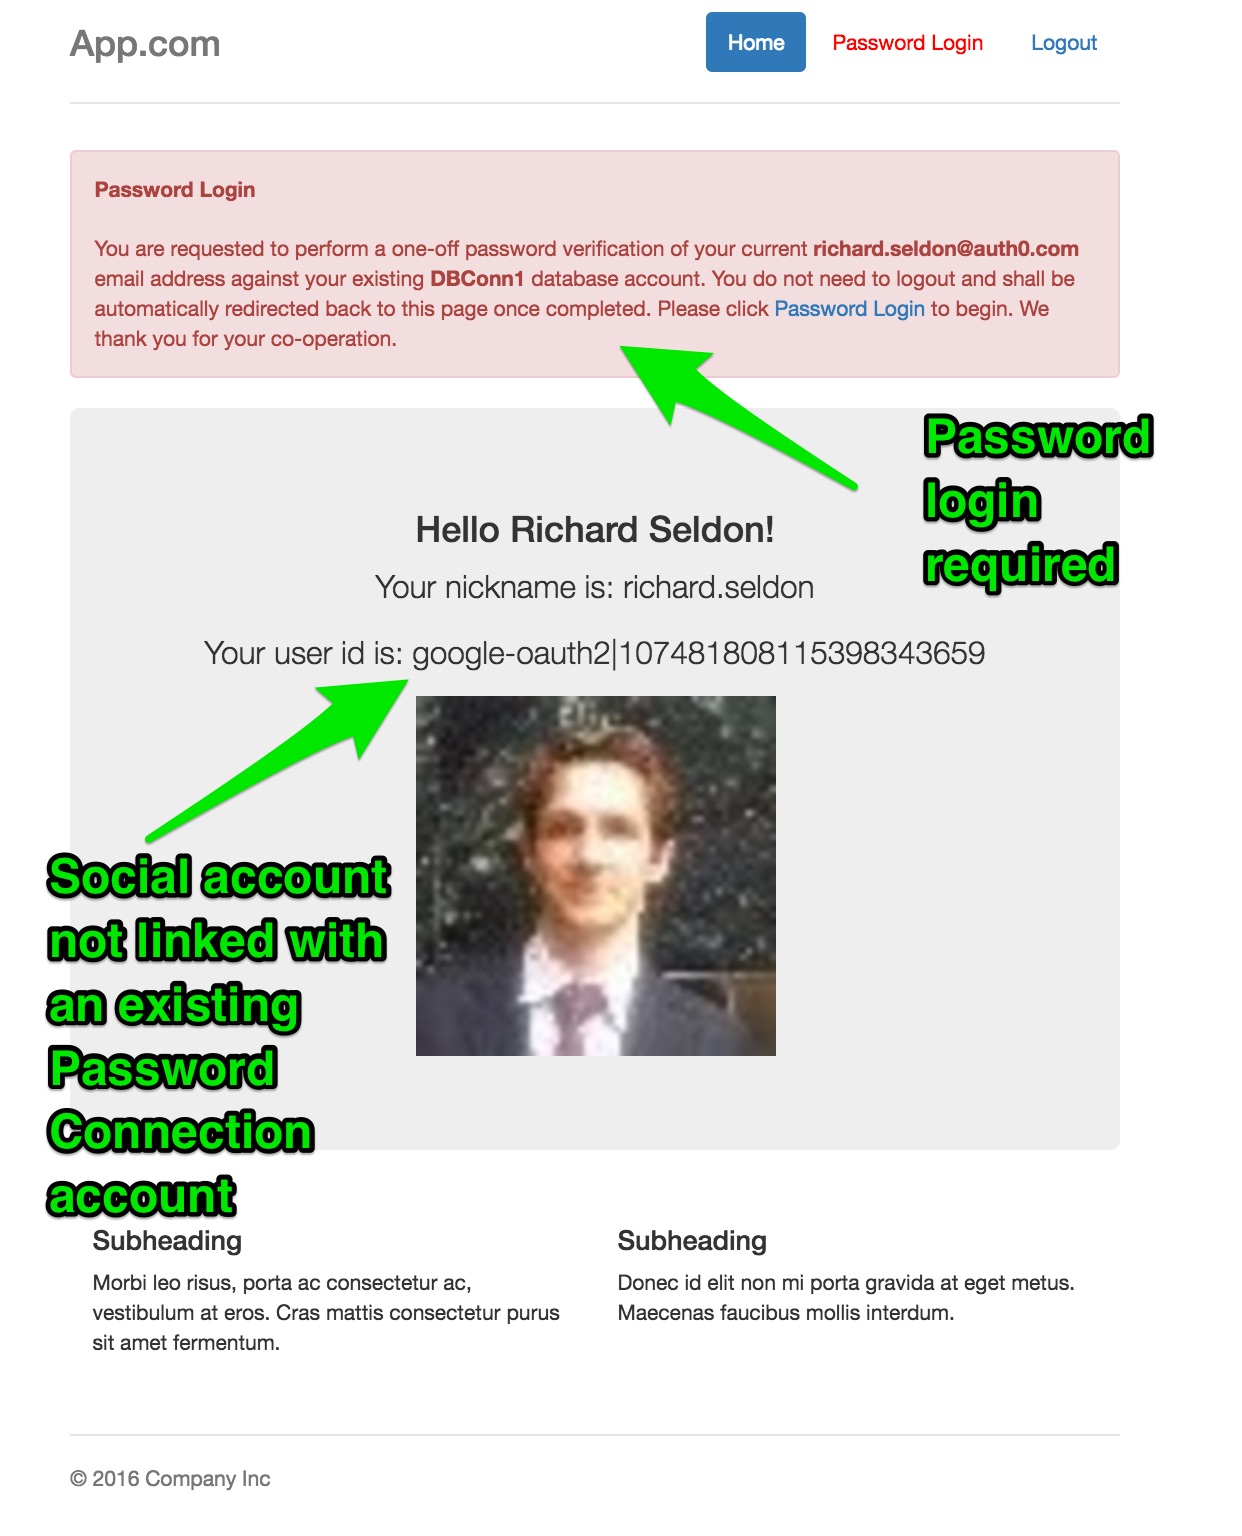 App.com
Home
Password Login
Logout
Password Login
You are requested to perform a one-off password verification of your current richard.seldon@auth0.com
email address against your existing DBConn1 database account. You do not need to logout and shall be
automatically redirected back to this page once completed. Please click Password Login to begin. We
thank you for your co-operation.
Password
login
required
Hello Richard Seldon!
Your nickname is: richard.seldon
Your user id is: google-oauth2|107481808115398343659
Social account
not linked with
an existing
Password
Connection
account
Subheading
Morbi leo risus, porta ac consectetur ac,
vestibulum at eros. Cras mattis consectetur purus
sit amet fermentum.
Subheading
Donec id elit non mi porta gravida at eget metus.
Maecenas faucibus mollis interdum.
© 2016 Company Inc